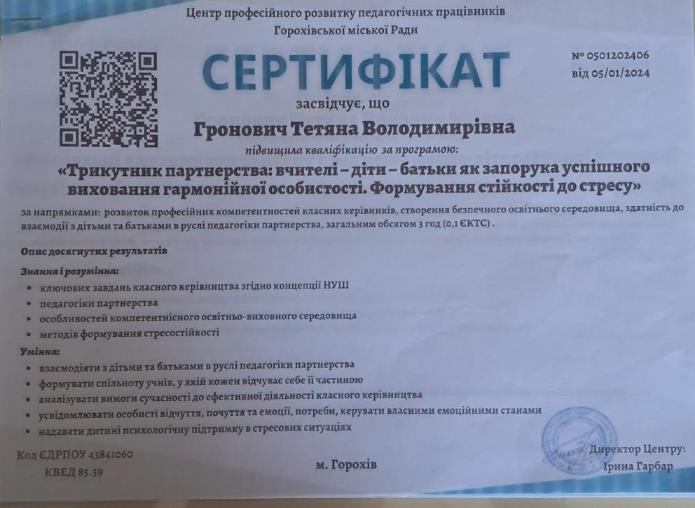 Центр професійного розвитку педагогічних працівників
Горохівської міської Ради
№ 0501202406
від 05/01/2024
СЕРТИФІКАТ
засвідчує, що
Гронович Тетяна Володимирівна
підвищила кваліфікацію за програмою:
«Трикутник партнерства: вчителі – діти – батьки як запорука успішного
виховання гармонійної особистості. Формування стійкості до стресу»
за напрямками: розвиток професійних компетентностей класних керівників, створення безпечного освітнього середовища, здатність до
взаємодії з дітьми та батьками в руслі педагогіки партнерства, загальним обсягом 3 год (0,1 ЄКТС) .
Опис досягнутих результатів
Знання і розуміння:
• ключових завдань класного керівництва згідно концепції НУШ
• педагогіки партнерства
• особливостей компетентнісного освітньо-виховного середовища
• методів формування стресостійкості
Уміння:
• взаємодіяти з дітьми та батьками в руслі педагогіки партнерства
• формувати спільноту учнів, у якій кожен відчуває себе її частиною
• аналізувати вимоги сучасності до ефективної діяльності класного керівництва
• усвідомлювати особисті відчуття, почуття та емоції, потреби, керувати власними емоційними станами
• надавати дитині психологічну підтримку в стресових ситуаціях
Код ЄДРПОУ 43841060
КВЕД 85.59
м. Горохів
Директор Центру:
Ірина Гарбар